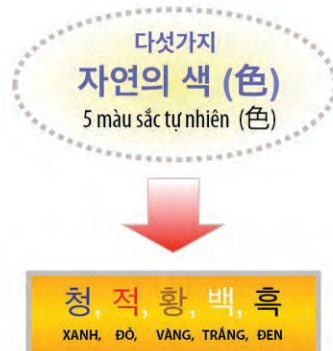 다섯가지
자연의 색 (色)
5 màu sắc tự nhiên (色)
청, 적, 황, 백, 흑
XANH, ĐỎ, VÀNG, TRẮNG, ĐEN